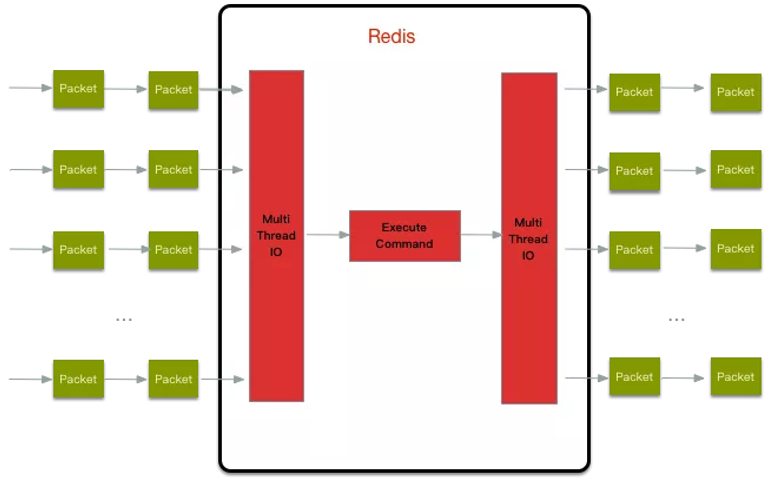 Redis
Packet
Packet
Packet
Packet
Packet
Packet
Packet
Packet
Packet
Packet
Packet
Packet
Multi
Thread
IO
Execute
Command
Multi
Thread
IO
...
...
Packet
Packet
Packet
Packet